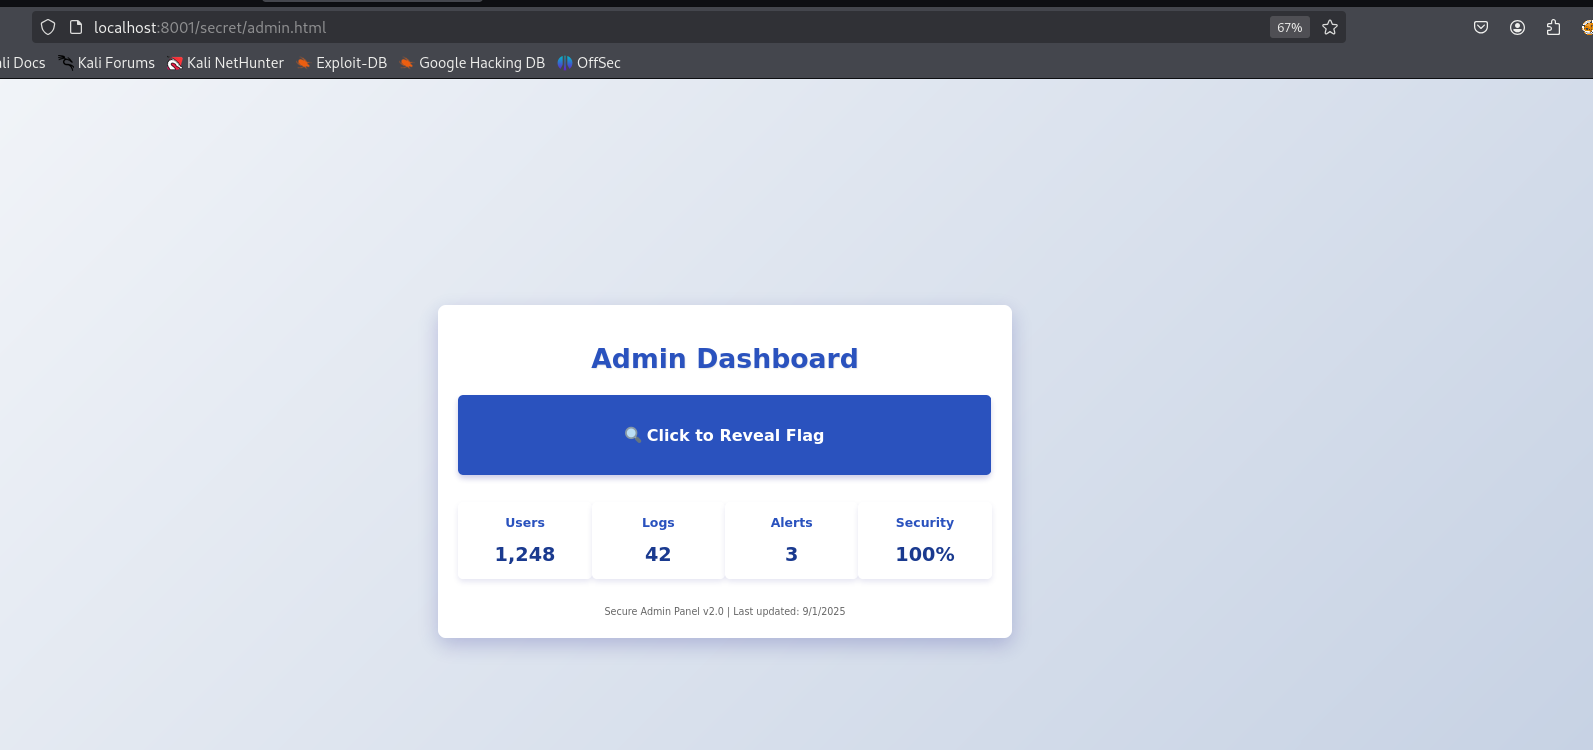 localhost:8001/secret/admin.html 67%
li Docs Kali Forums Kali NetHunter Exploit-DB Google Hacking DB OffSec
Admin Dashboard
Click to Reveal Flag
Users Logs Alerts Security
1,248 42 3 100%
Secure Admin Panel v2.0 | Last updated: 9/1/2025